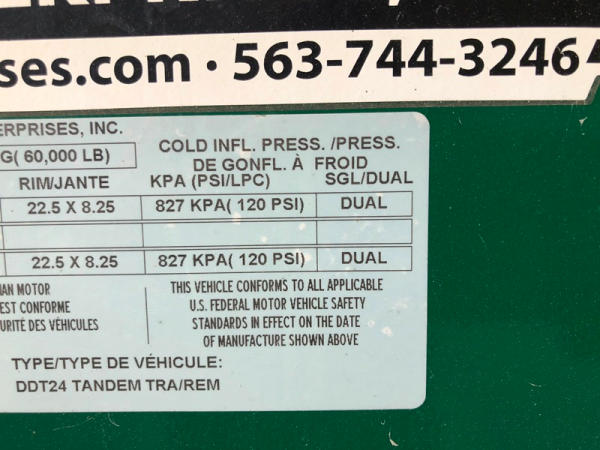 ses.com · 563-744-3246
ERPRISES, INC.
G( 60,000 LB)
COLD INFL. PRESS. /PRESS.
DE GONFL. À FROID
RIM/JANTE KPA (PSI/LPC) SGL/DUAL
22.5 X 8.25 827 KPA( 120 PSI) DUAL
22.5 X 8.25 827 KPA( 120 PSI) DUAL
IAN MOTOR
EST CONFORME
URITÉ DES VÉHICULES
THIS VEHICLE CONFORMS TO ALL APPLICABLE
U.S. FEDERAL MOTOR VEHICLE SAFETY
STANDARDS IN EFFECT ON THE DATE
OF MANUFACTURE SHOWN ABOVE
TYPE/TYPE DE VÉHICULE:
DDT24 TANDEM TRA/REM